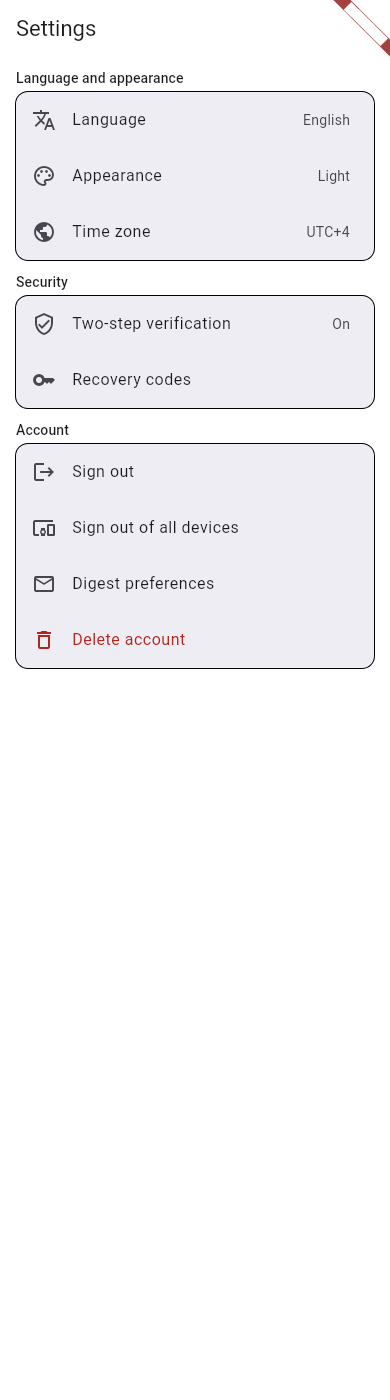 Settings
Language and appearance
Language English
Appearance Light
Time zone UTC+4
Security
Two-step verification On
Recovery codes
Account
Sign out
Sign out of all devices
Digest preferences
Delete account